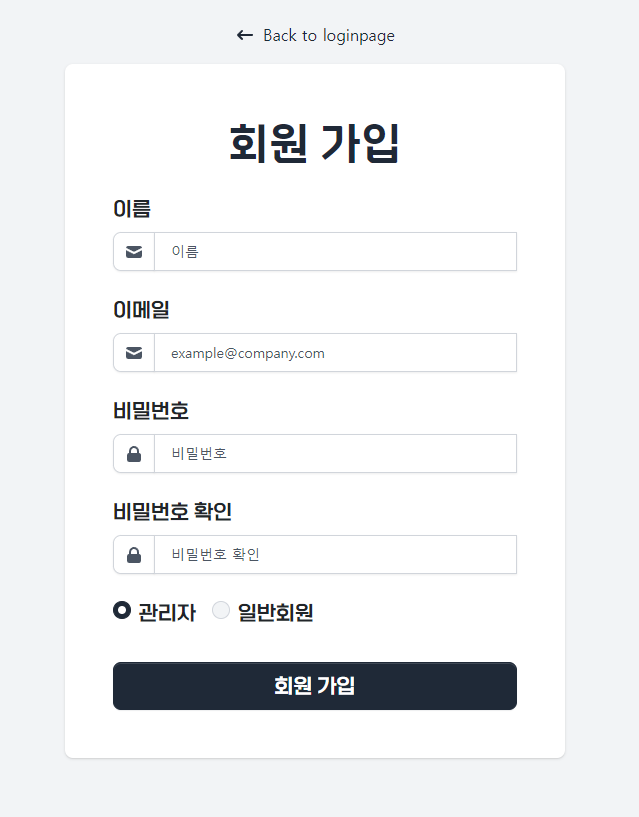 Back to loginpage
회원 가입
이름
이름
이메일
example@company.com
비밀번호
비밀번호
비밀번호 확인
비밀번호 확인
관리자 일반회원
회원 가입